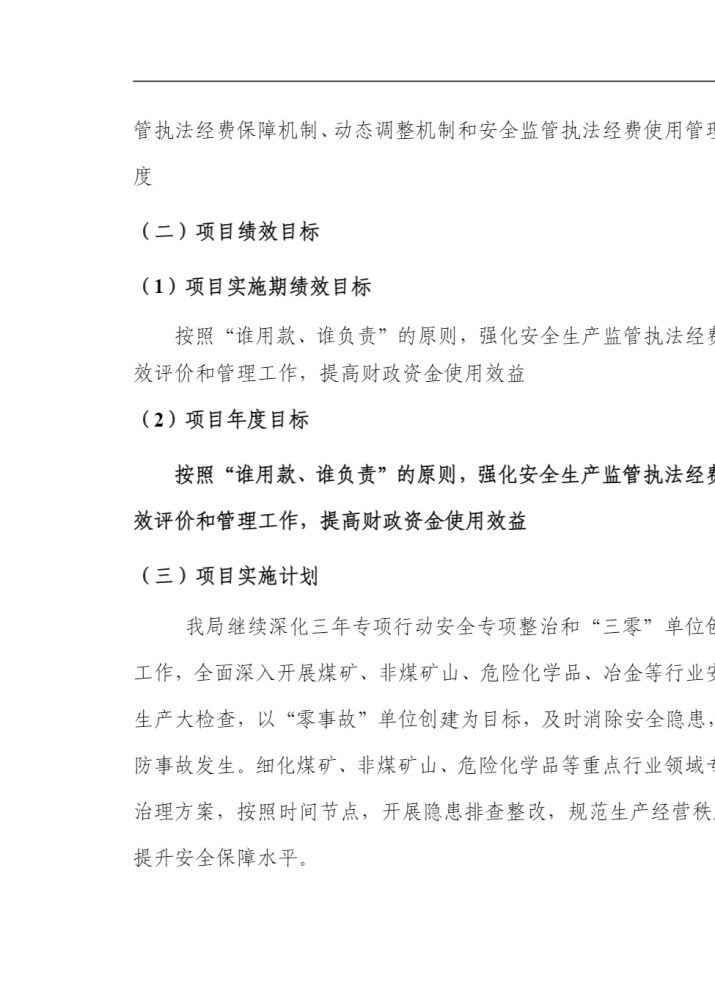 管执法经费保障机制、动态调整机制和安全监管执法经费使用管理
度
（二）项目绩效目标
（1）项目实施期绩效目标
按照“谁用款、谁负责”的原则，强化安全生产监管执法经费
效评价和管理工作，提高财政资金使用效益
（2）项目年度目标
按照“谁用款、谁负责”的原则，强化安全生产监管执法经费
效评价和管理工作，提高财政资金使用效益
（三）项目实施计划
我局继续深化三年专项行动安全专项整治和“三零”单位创
工作，全面深入开展煤矿、非煤矿山、危险化学品、冶金等行业安
生产大检查，以“零事故”单位创建为目标，及时消除安全隐患，
防事故发生。细化煤矿、非煤矿山、危险化学品等重点行业领域专
治理方案，按照时间节点，开展隐患排查整改，规范生产经营秩
提升安全保障水平。